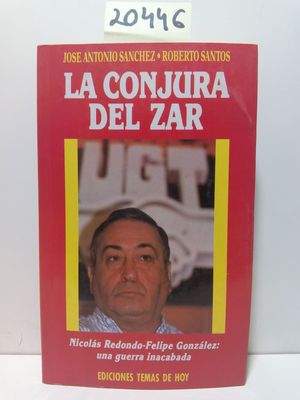 20446
JOSE ANTONIO SANCHEZ • ROBERTO SANTOS
LA CONJURA
DEL ZAR
UGT
Nicolás Redondo-Felipe González:
una guerra inacabada
EDICIONES TEMAS DE HOY